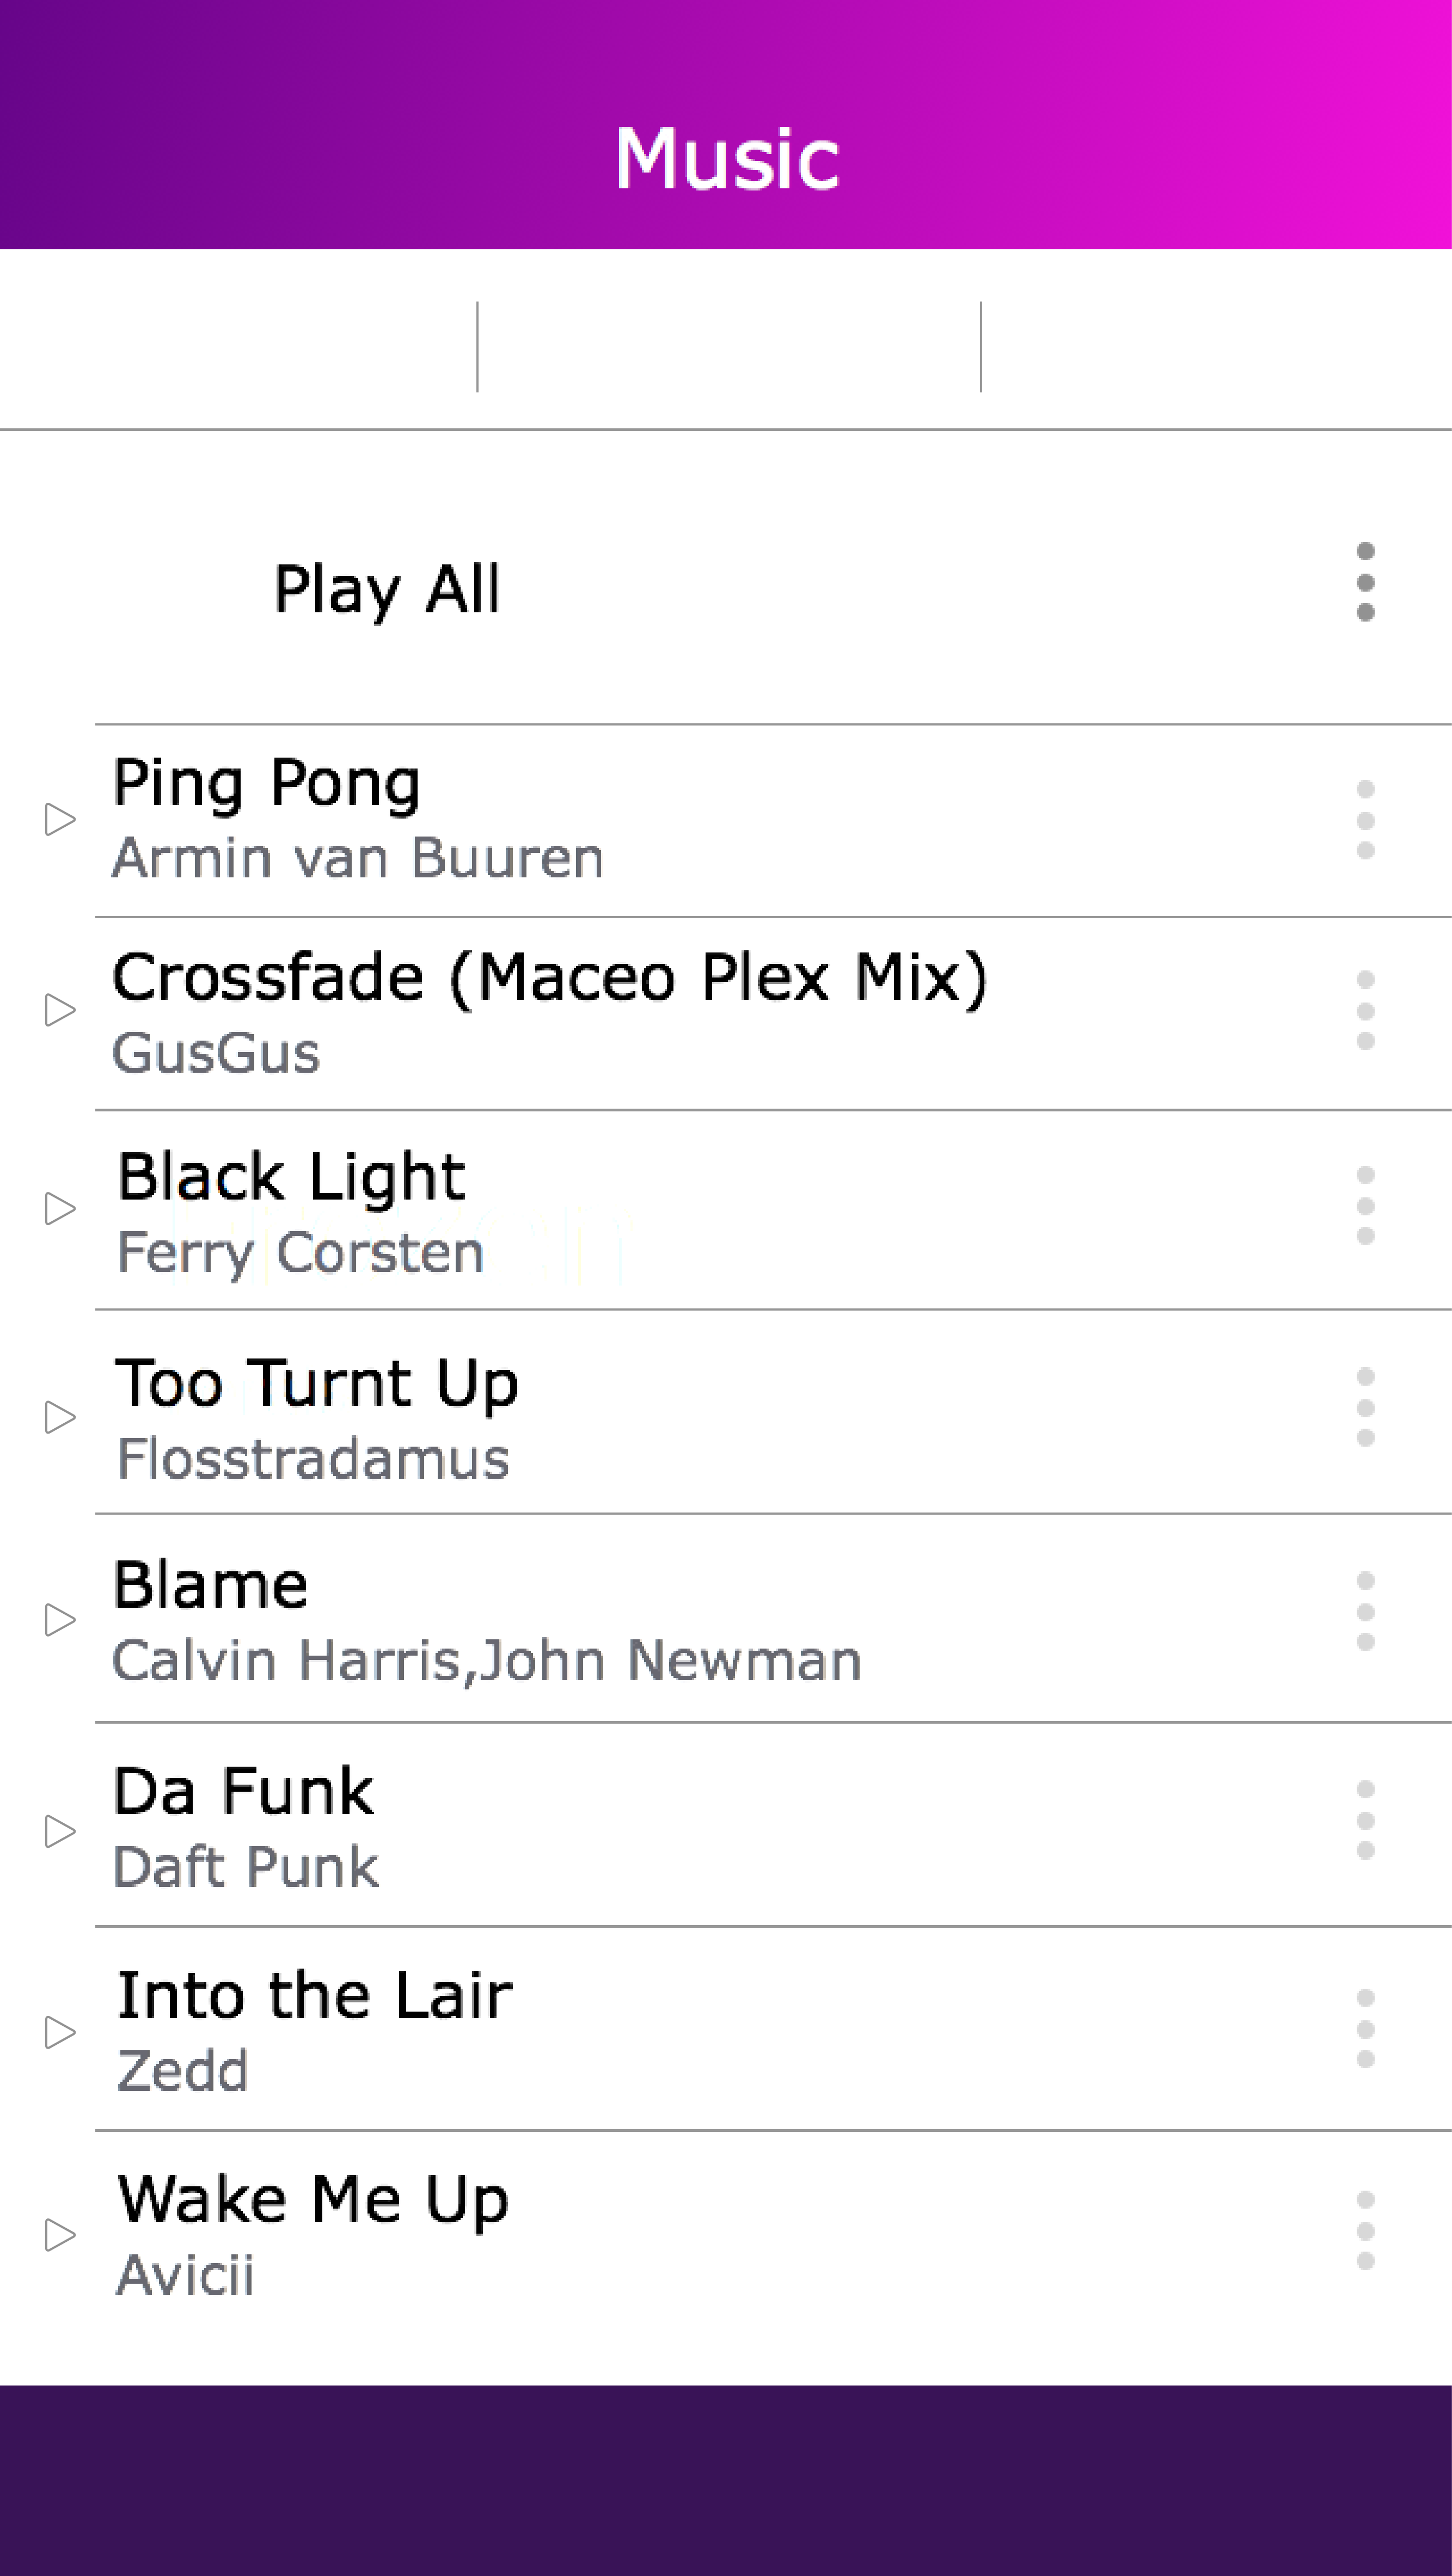 Music
Play All
Ping Pong
Armin van Buuren
Crossfade (Maceo Plex Mix)
GusGus
Black Light
Ferry Corsten
Too Turnt Up
Flosstradamus
Blame
Calvin Harris,John Newman
Da Funk
Daft Punk
Into the Lair
Zedd
Wake Me Up
Avicii